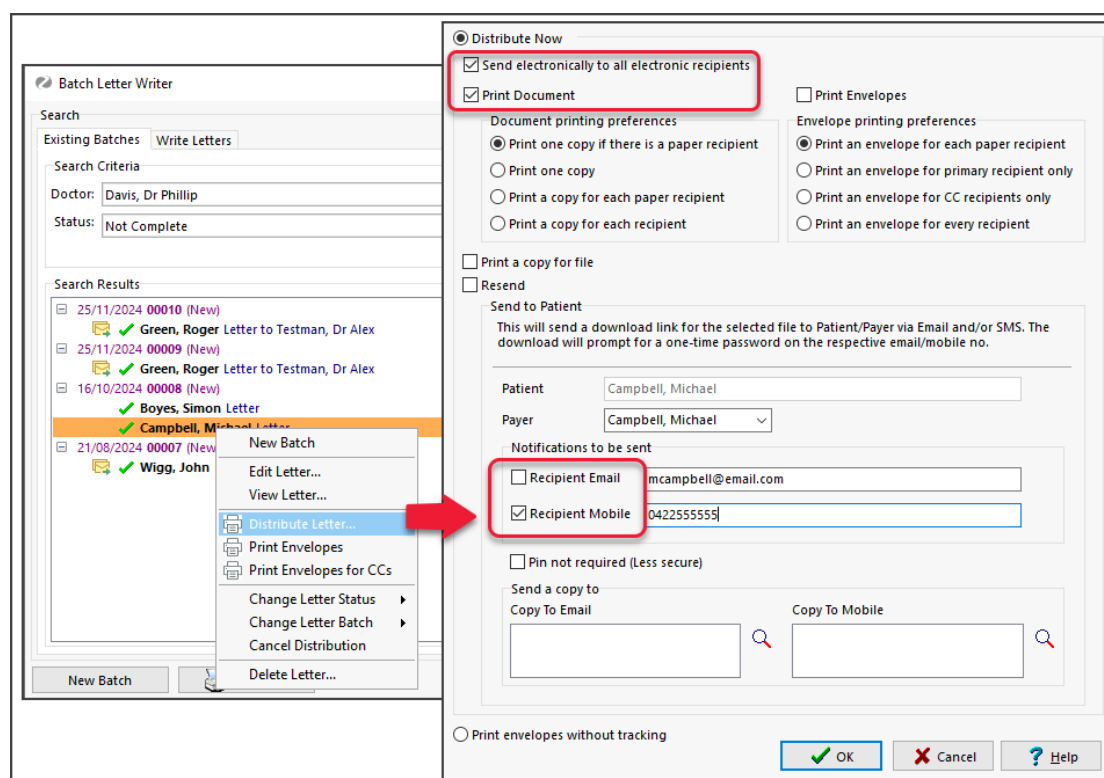 Batch Letter Writer
Search
Existing Batches Write Letters
Search Criteria
Doctor: Davis, Dr Phillip
Status: Not Complete
Search Results
25/11/2024 00010 (New)
Green, Roger Letter to Testman, Dr Alex
25/11/2024 00009 (New)
Green, Roger Letter to Testman, Dr Alex
16/10/2024 00008 (New)
Boyes, Simon Letter
Campbell, Michael Letter
21/08/2024 00007 (New
Wigg, John
New Batch
Edit Letter...
View Letter...
Distribute Letter...
Print Envelopes
Print Envelopes for CCs
Change Letter Status
Change Letter Batch
Cancel Distribution
Delete Letter...
New Batch
Distribute Now
Send electronically to all electronic recipients
Print Document Print Envelopes
Document printing preferences
Print one copy if there is a paper recipient
Print one copy
Print a copy for each paper recipient
Print a copy for each recipient
Envelope printing preferences
Print an envelope for each paper recipient
Print an envelope for primary recipient only
Print an envelope for CC recipients only
Print an envelope for every recipient
Print a copy for file
Resend
Send to Patient
This will send a download link for the selected file to Patient/Payer via Email and/or SMS. The
download will prompt for a one-time password on the respective email/mobile no.
Patient Campbell, Michael
Payer Campbell, Michael
Notifications to be sent
Recipient Email mcampbell@email.com
Recipient Mobile 0422555555
Pin not required (Less secure)
Send a copy to
Copy To Email Copy To Mobile
Print envelopes without tracking
OK Cancel Help